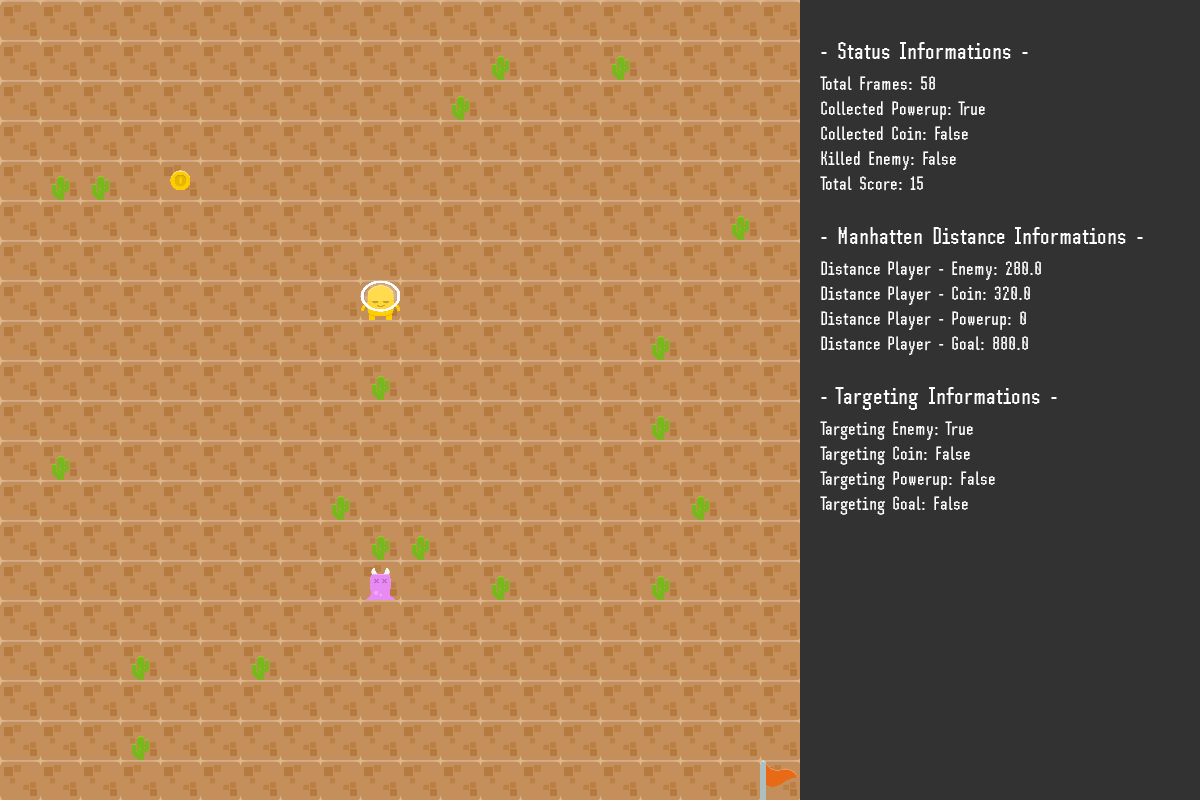 - Status Informations -
Total Frames: 58
Collected Powerup: True
Collected Coin: False
Killed Enemy: False
Total Score: 15
- Manhatten Distance Informations -
Distance Player - Enemy: 280.0
Distance Player - Coin: 320.0
Distance Player - Powerup: 0
Distance Player - Goal: 880.0
- Targeting Informations -
Targeting Enemy: True
Targeting Coin: False
Targeting Powerup: False
Targeting Goal: False